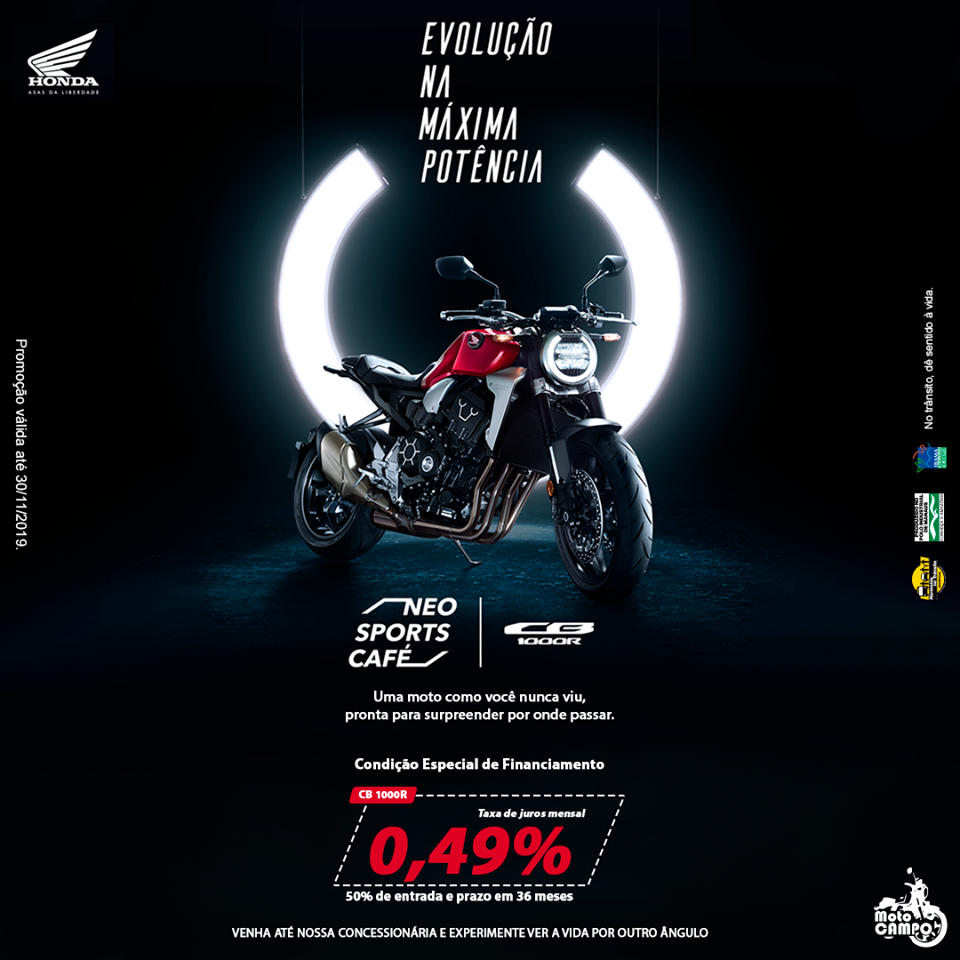 HONDA
ASAS DA LIBERDADE
EVOLUÇÃO
NA
MÁXIMA
POTÊNCIA
Promoção válida até 30/11/2019.
No trânsito, dê sentido à vida.
NEO
SPORTS
CAFÉ
CB
1000R
Uma moto como você nunca viu,
pronta para surpreender por onde passar.
Condição Especial de Financiamento
CB 1000R
Taxa de juros mensal
0,49%
50% de entrada e prazo em 36 meses
Moto
CAMPO
VENHA ATÉ NOSSA CONCESSIONÁRIA E EXPERIMENTE VER A VIDA POR OUTRO ÂNGULO